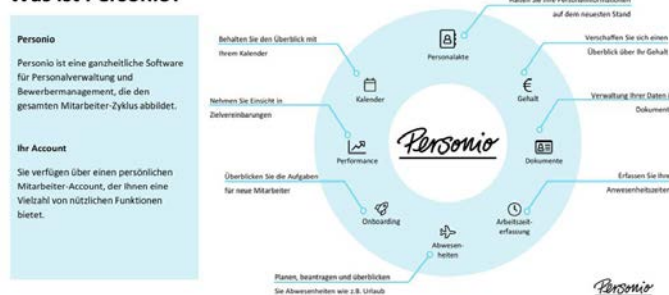 Personio
Personio ist eine ganzheitliche Software
für Personalverwaltung und
Bewerbermanagement, die den
gesamten Mitarbeiter-Zyklus abbildet.
Ihr Account
Sie verfügen über einen persönlichen
Mitarbeiter-Account, der Ihnen eine
Vielzahl von nützlichen Funktionen
bietet.
auf dem neuesten Stand
Personalakte
Behalten Sie den Überblick mit
Ihrem Kalender
Kalender
Verschaffen Sie sich einen
Überblick über Ihr Gehalt
€
Gehalt
Nehmen Sie Einsicht in
Zielvereinbarungen
Performance
Verwaltung Ihrer Daten
Dokumente
Personio
Überblicken Sie die Aufgaben
für neue Mitarbeiter
Onboarding
Erfassen Sie Ihre
Anwesenheitszeiten
Arbeitszeit-
erfassung
Abwesen-
heiten
Planen, beantragen und überblicken
Sie Abwesenheiten wie z.B. Urlaub
Personio